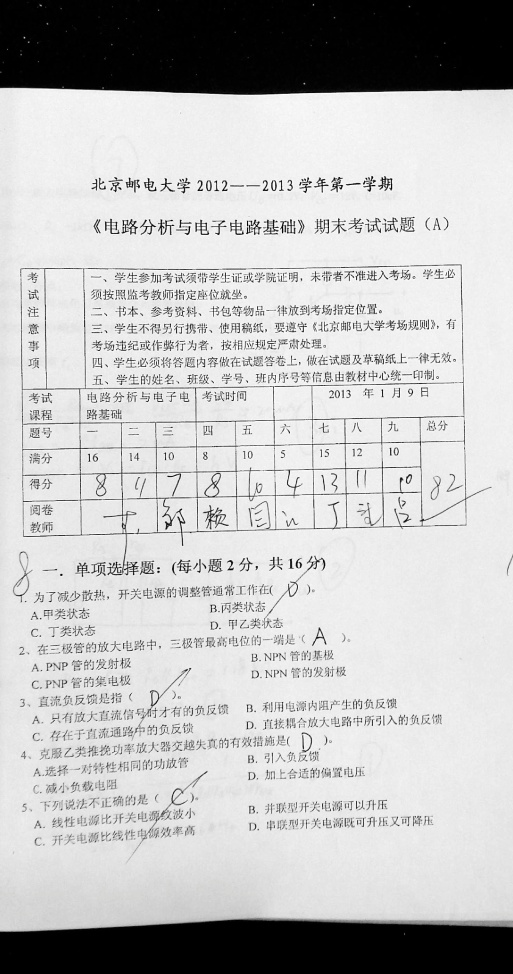 北京邮电大学 2012——2013 学年第一学期
《电路分析与电子电路基础》期末考试试题（A）
考试注意事项
一、学生参加考试须带学生证或学院证明，未带者不准进入考场。学生必
须按照监考教师指定座位就坐。
二、书本、参考资料、书包等物品一律放到考场指定位置。
三、学生不得另行携带、使用稿纸，要遵守《北京邮电大学考场规则》，有
考场违纪或作弊行为者，按相应规定严肃处理。
四、学生必须将答题内容做在试题答卷上，做在试题及草稿纸上一律无效。
五、学生的姓名、班级、学号、班内序号等信息由教材中心统一印制。
考试课程 电路分析与电子电路基础 考试时间 2013 年 1 月 9 日
题号 一 二 三 四 五 六 七 八 九 总分
满分 16 14 10 8 10 5 15 12 10
得分 8 11 7 8 10 4 13 11 10 82
阅卷教师 邹 赖
8 一．单项选择题：(每小题 2 分，共 16 分)
1. 为了减少散热，开关电源的调整管通常工作在( D )。
A.甲类状态 B.丙类状态
C. 丁类状态 D. 甲乙类状态
2、在三极管的放大电路中，三极管最高电位的一端是（ A ）。
A. PNP 管的发射极 B. NPN 管的基极
C. PNP 管的集电极 D. NPN 管的发射极
3、直流负反馈是指（ D ）。
A. 只有放大直流信号时才有的负反馈 B. 利用电源内阻产生的负反馈
C. 存在于直流通路中的负反馈 D. 直接耦合放大电路中所引入的负反馈
4、克服乙类推挽功率放大器交越失真的有效措施是( D )。
A.选择一对特性相同的功放管 B. 引入负反馈
C. 减小负载电阻 D. 加上合适的偏置电压
5、下列说法不正确的是（ C ）。
A. 线性电源比开关电源纹波小 B. 并联型开关电源可以升压
C. 开关电源比线性电源效率高 D. 串联型开关电源既可升压又可降压